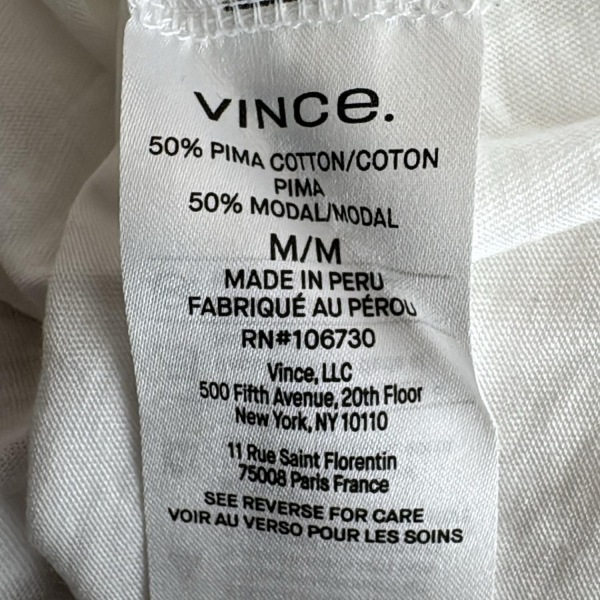 VINCe.
50% PIMA COTTON/COTON
PIMA
50% MODAL/MODAL
M/M
MADE IN PERU
FABRIQUÉ AU PÉROU
RN#106730
Vince, LLC
500 Fifth Avenue, 20th Floor
New York, NY 10110
11 Rue Saint Florentin
75008 Paris France
SEE REVERSE FOR CARE
VOIR AU VERSO POUR LES SOINS